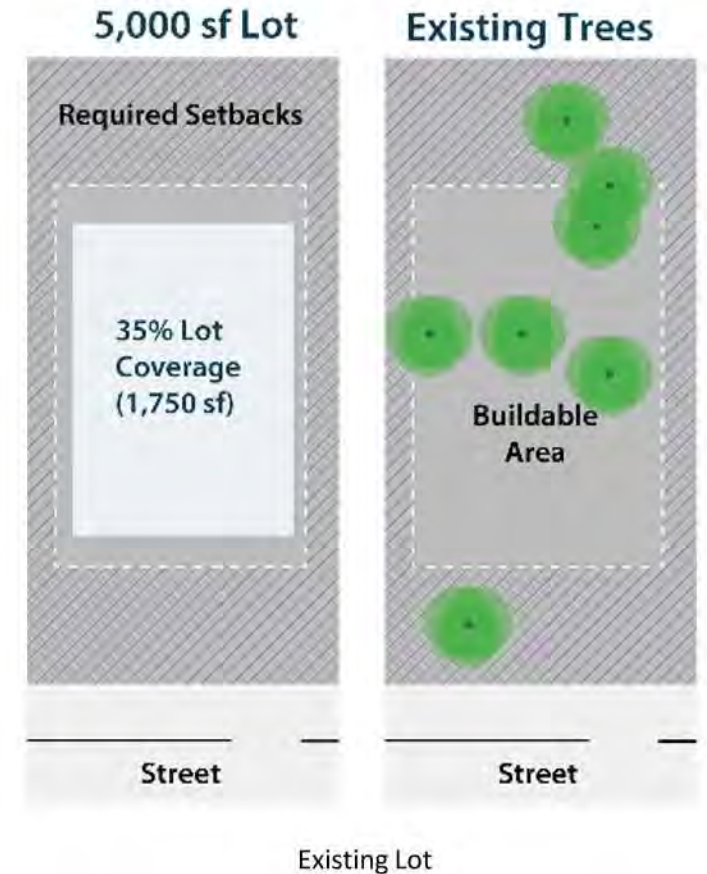 5,000 sf Lot
Required Setbacks
35% Lot
Coverage
(1,750 sf)
Street
Existing Trees
Buildable
Area
Street
Existing Lot